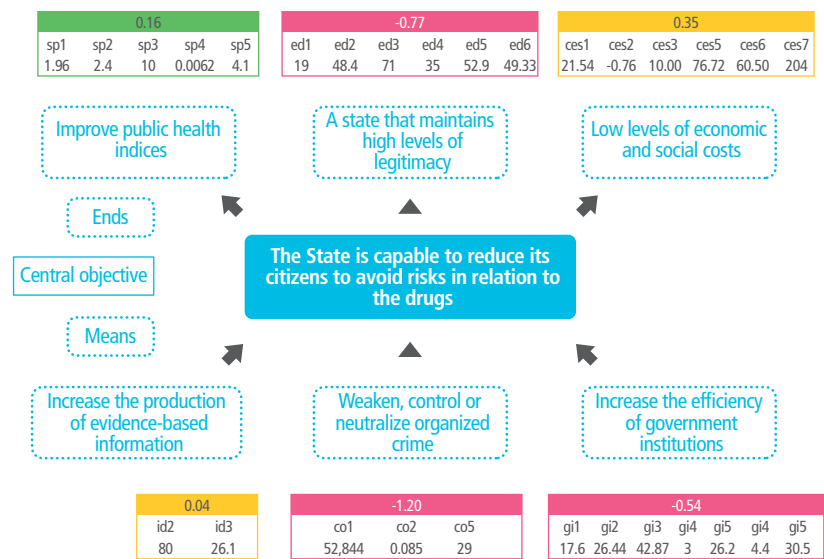 0.16
sp1 sp2 sp3 sp4 sp5
1.96 2.4 10 0.0062 4.1
-0.77
ed1 ed2 ed3 ed4 ed5 ed6
19 48.4 71 35 52.9 49.33
0.35
ces1 ces2 ces3 ces5 ces6 ces7
21.54 -0.76 10.00 76.72 60.50 204
Improve public health
indices
A state that maintains
high levels of
legitimacy
Low levels of economic
and social costs
Ends
Central objective
Means
The State is capable to reduce its
citizens to avoid risks in relation to
the drugs
Increase the production
of evidence-based
information
Weaken, control or
neutralize organized
crime
Increase the efficiency
of government
institutions
0.04
id2 id3
80 26.1
-1.20
co1 co2 co5
52,844 0.085 29
-0.54
gi1 gi2 gi3 gi4 gi5 gi4 gi5
17.6 26.44 42.87 3 26.2 4.4 30.5